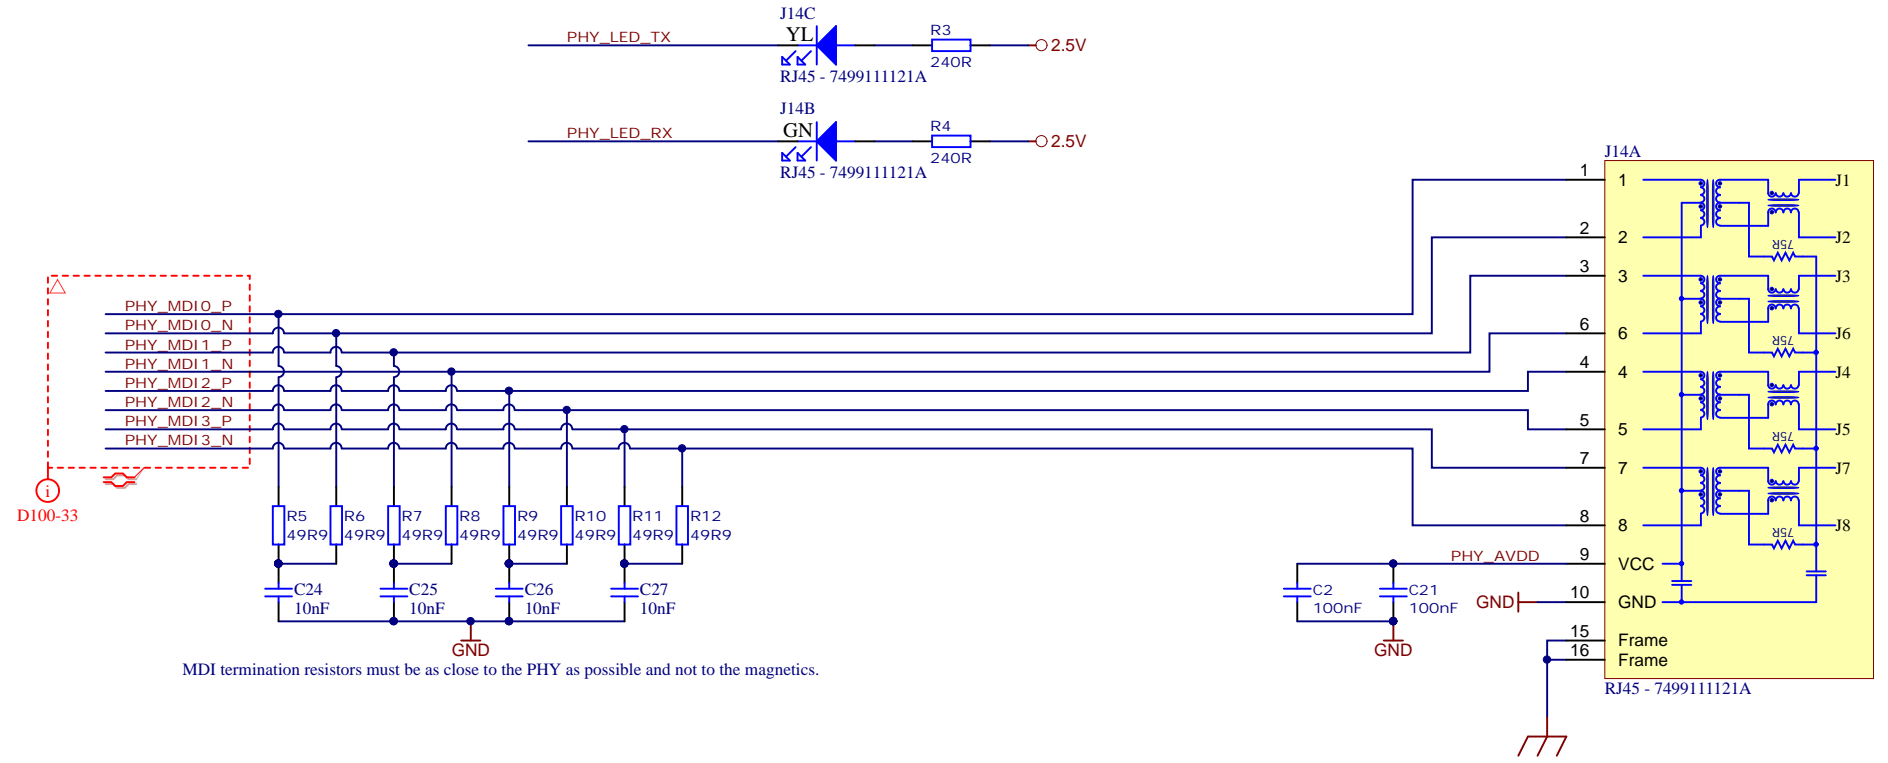 J14C
YL
PHY_LED_TX
RJ45 - 7499111121A
R3
240R
2.5V
J14B
GN
PHY_LED_RX
RJ45 - 7499111121A
R4
240R
2.5V
PHY_MDI0_P
PHY_MDI0_N
PHY_MDI1_P
PHY_MDI1_N
PHY_MDI2_P
PHY_MDI2_N
PHY_MDI3_P
PHY_MDI3_N
i
D100-33
R5
49R9
R6
49R9
R7
49R9
R8
49R9
R9
49R9
R10
49R9
R11
49R9
R12
49R9
C24
10nF
C25
10nF
C26
10nF
C27
10nF
GND
MDI termination resistors must be as close to the PHY as possible and not to the magnetics.
C2
100nF
C21
100nF
GND
PHY_AVDD
GND
J14A
1
1
J1
2
2
J2
75R
3
3
J3
6
6
J6
75R
4
4
J4
5
5
J5
75R
7
7
J7
8
8
J8
75R
9
VCC
10
GND
15
Frame
16
Frame
RJ45 - 7499111121A